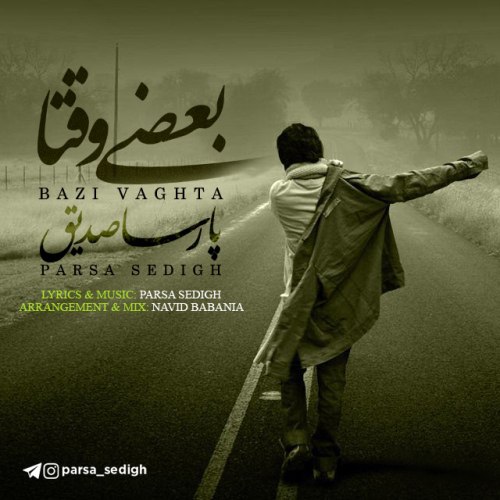 بعضی وقتا
BAZI VAGHTA
پارسا صدیق
PARSA SEDIGH
LYRICS & MUSIC: PARSA SEDIGH
ARRANGEMENT & MIX: NAVID BABANIA
parsa_sedigh